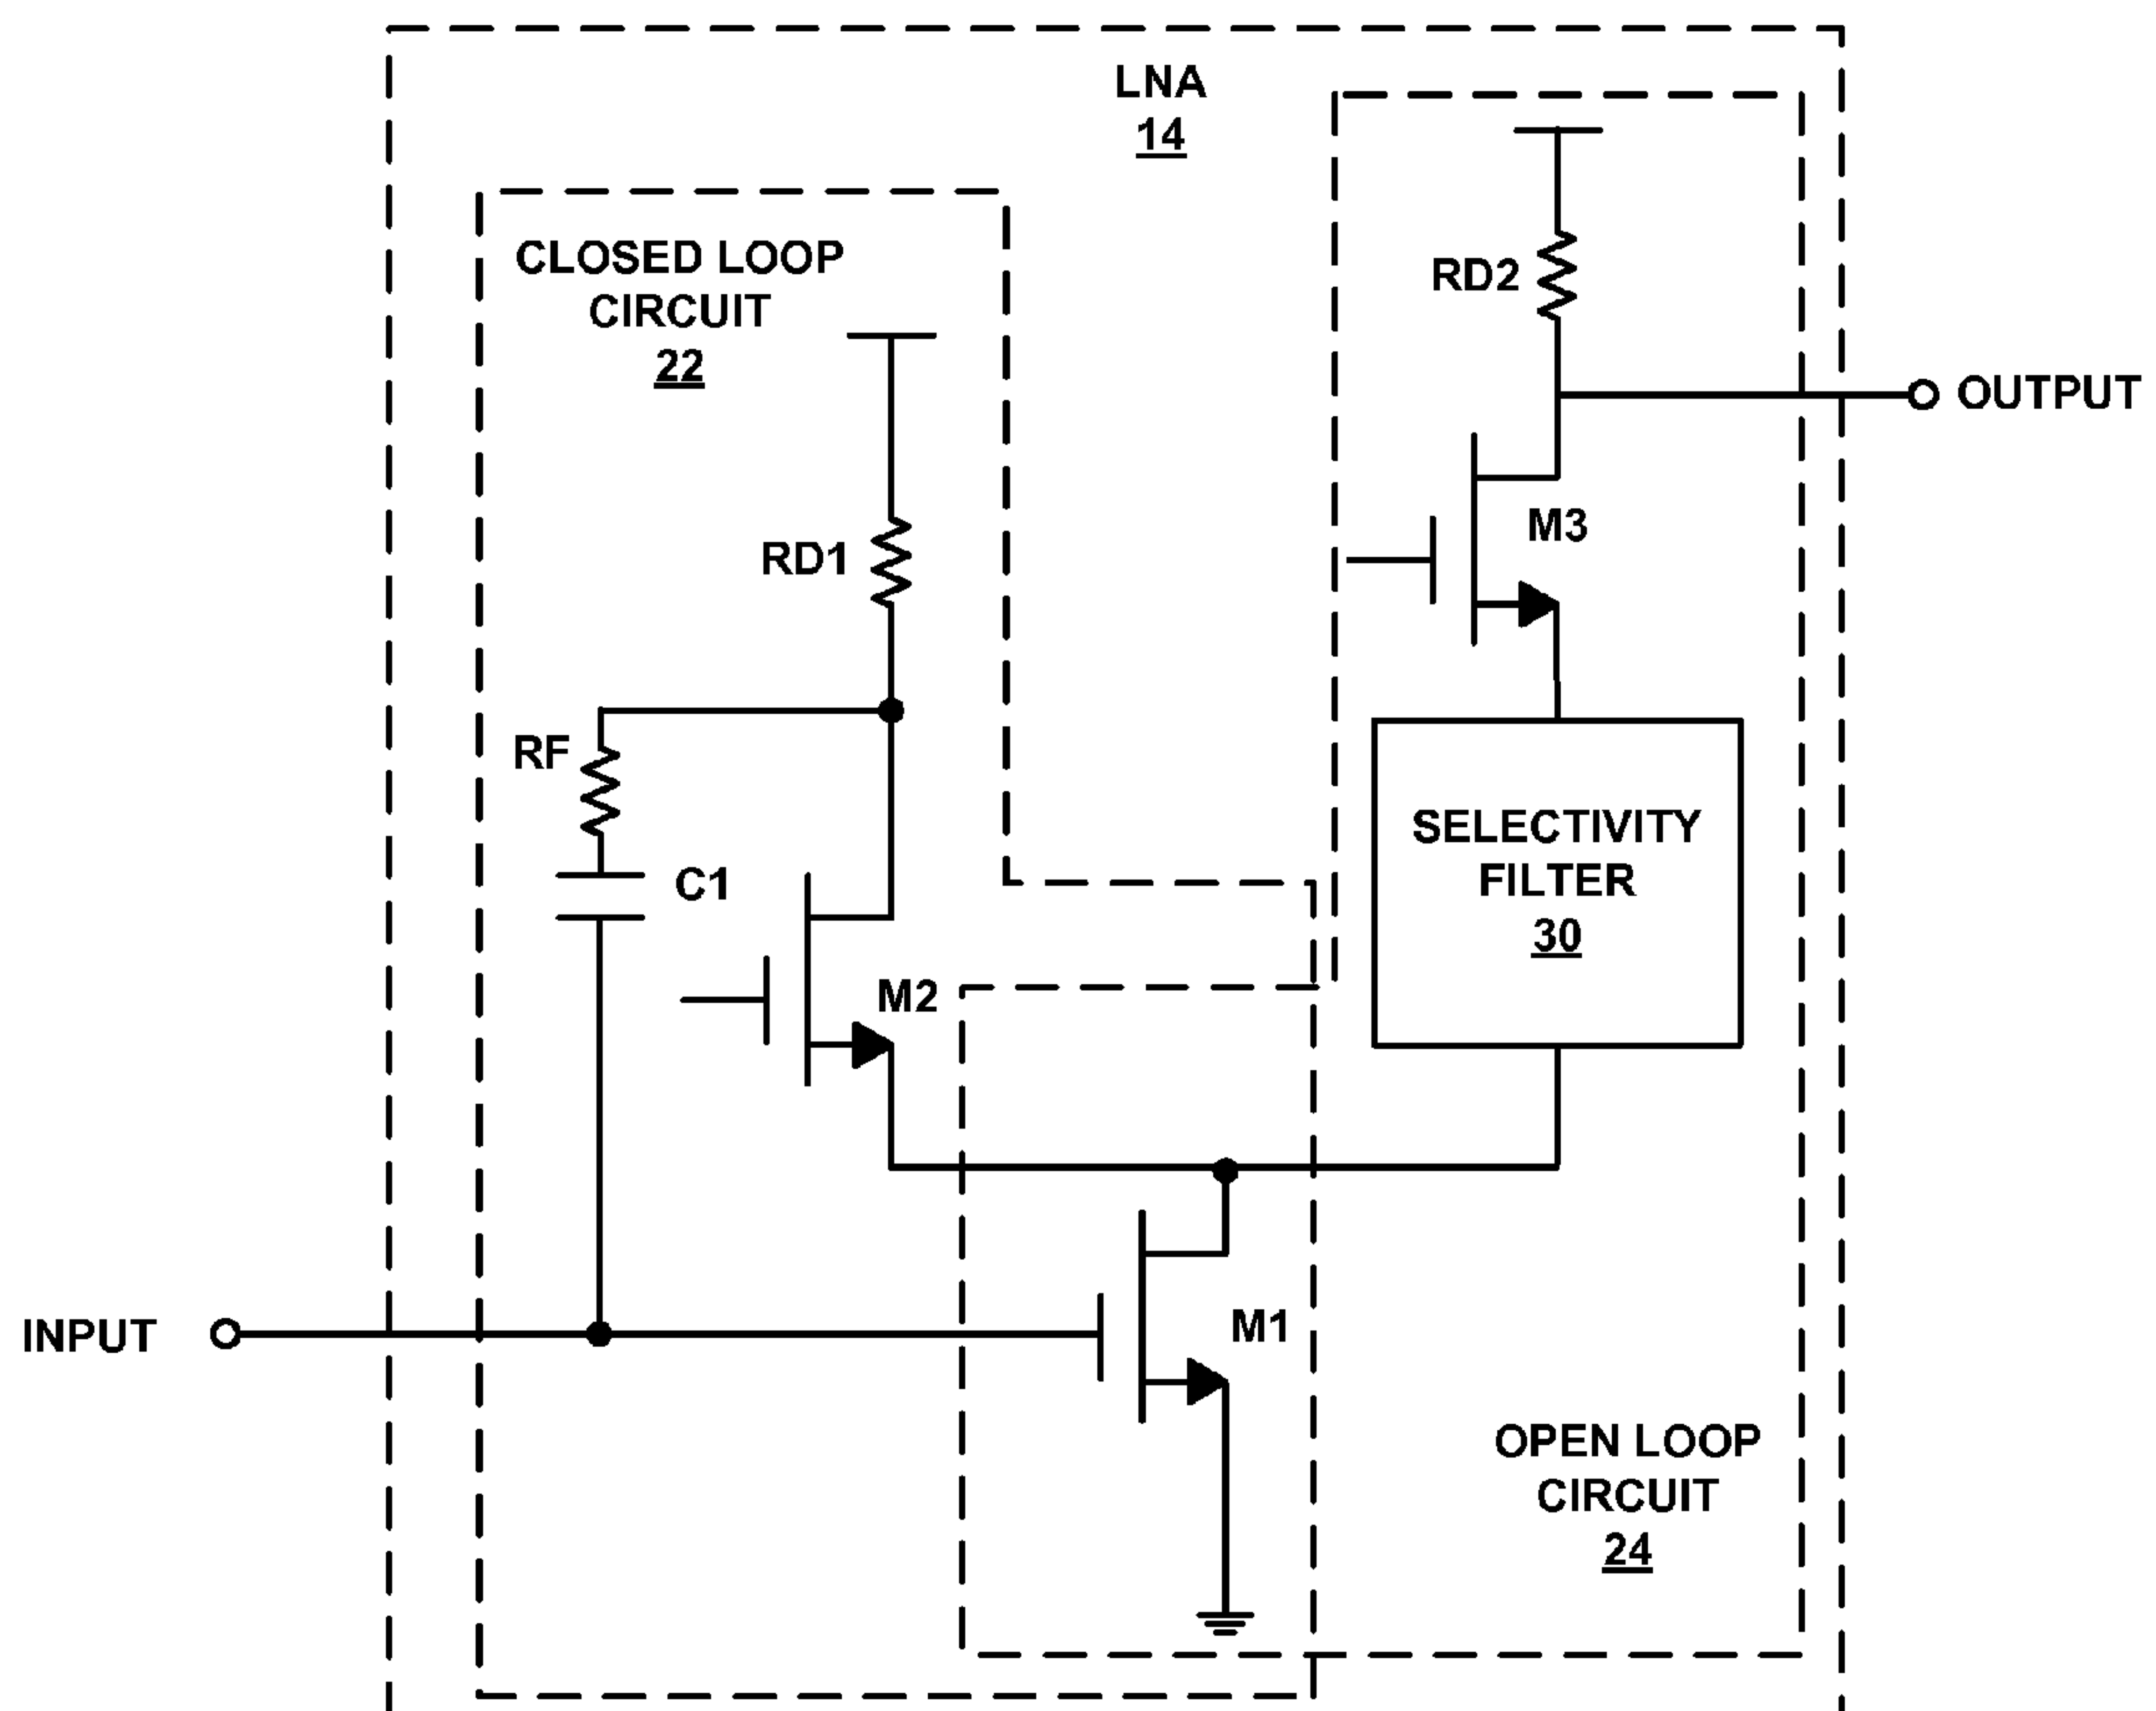 LNA
14
CLOSED LOOP
CIRCUIT
22
RD2
OUTPUT
M3
RD1
RF
SELECTIVITY
FILTER
30
C1
M2
INPUT
M1
OPEN LOOP
CIRCUIT
24